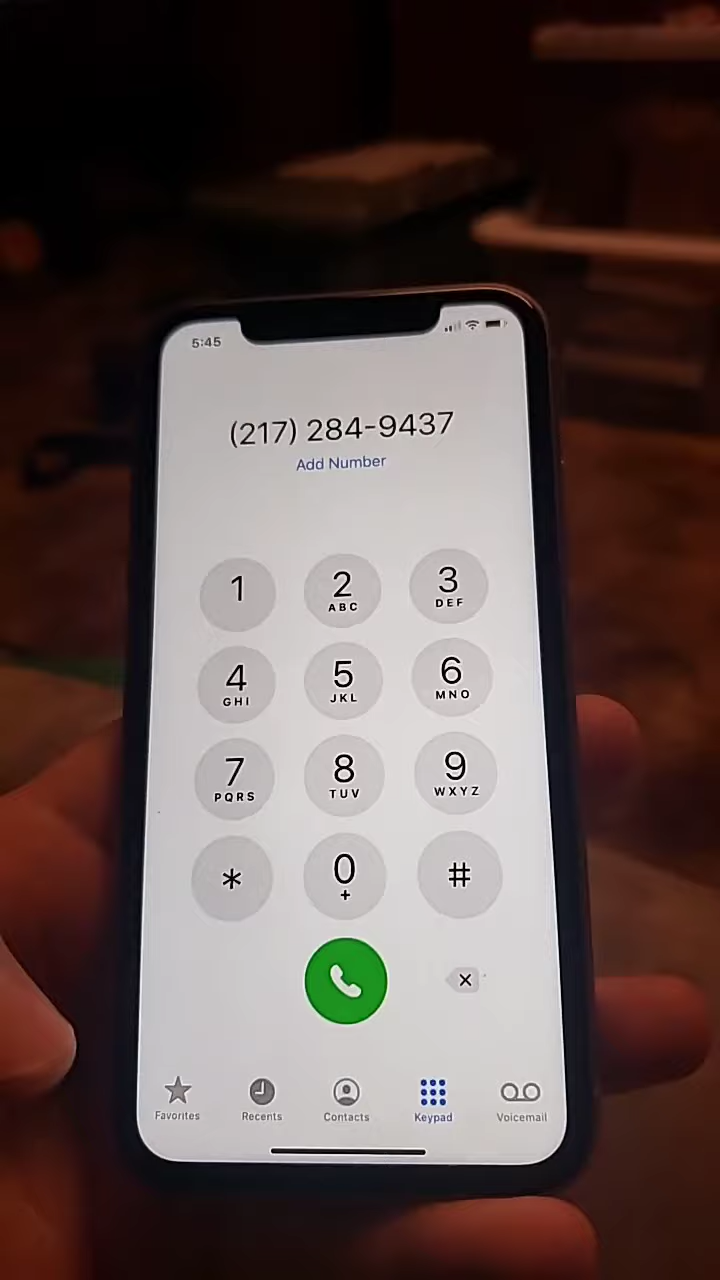 5:45
(217) 284-9437
Add Number
1 2 3
ABC DEF
4 5 6
GHI JKL MNO
7 8 9
PQRS TUV WXYZ
* 0 #
+
Favorites Recents Contacts Keypad Voicemail